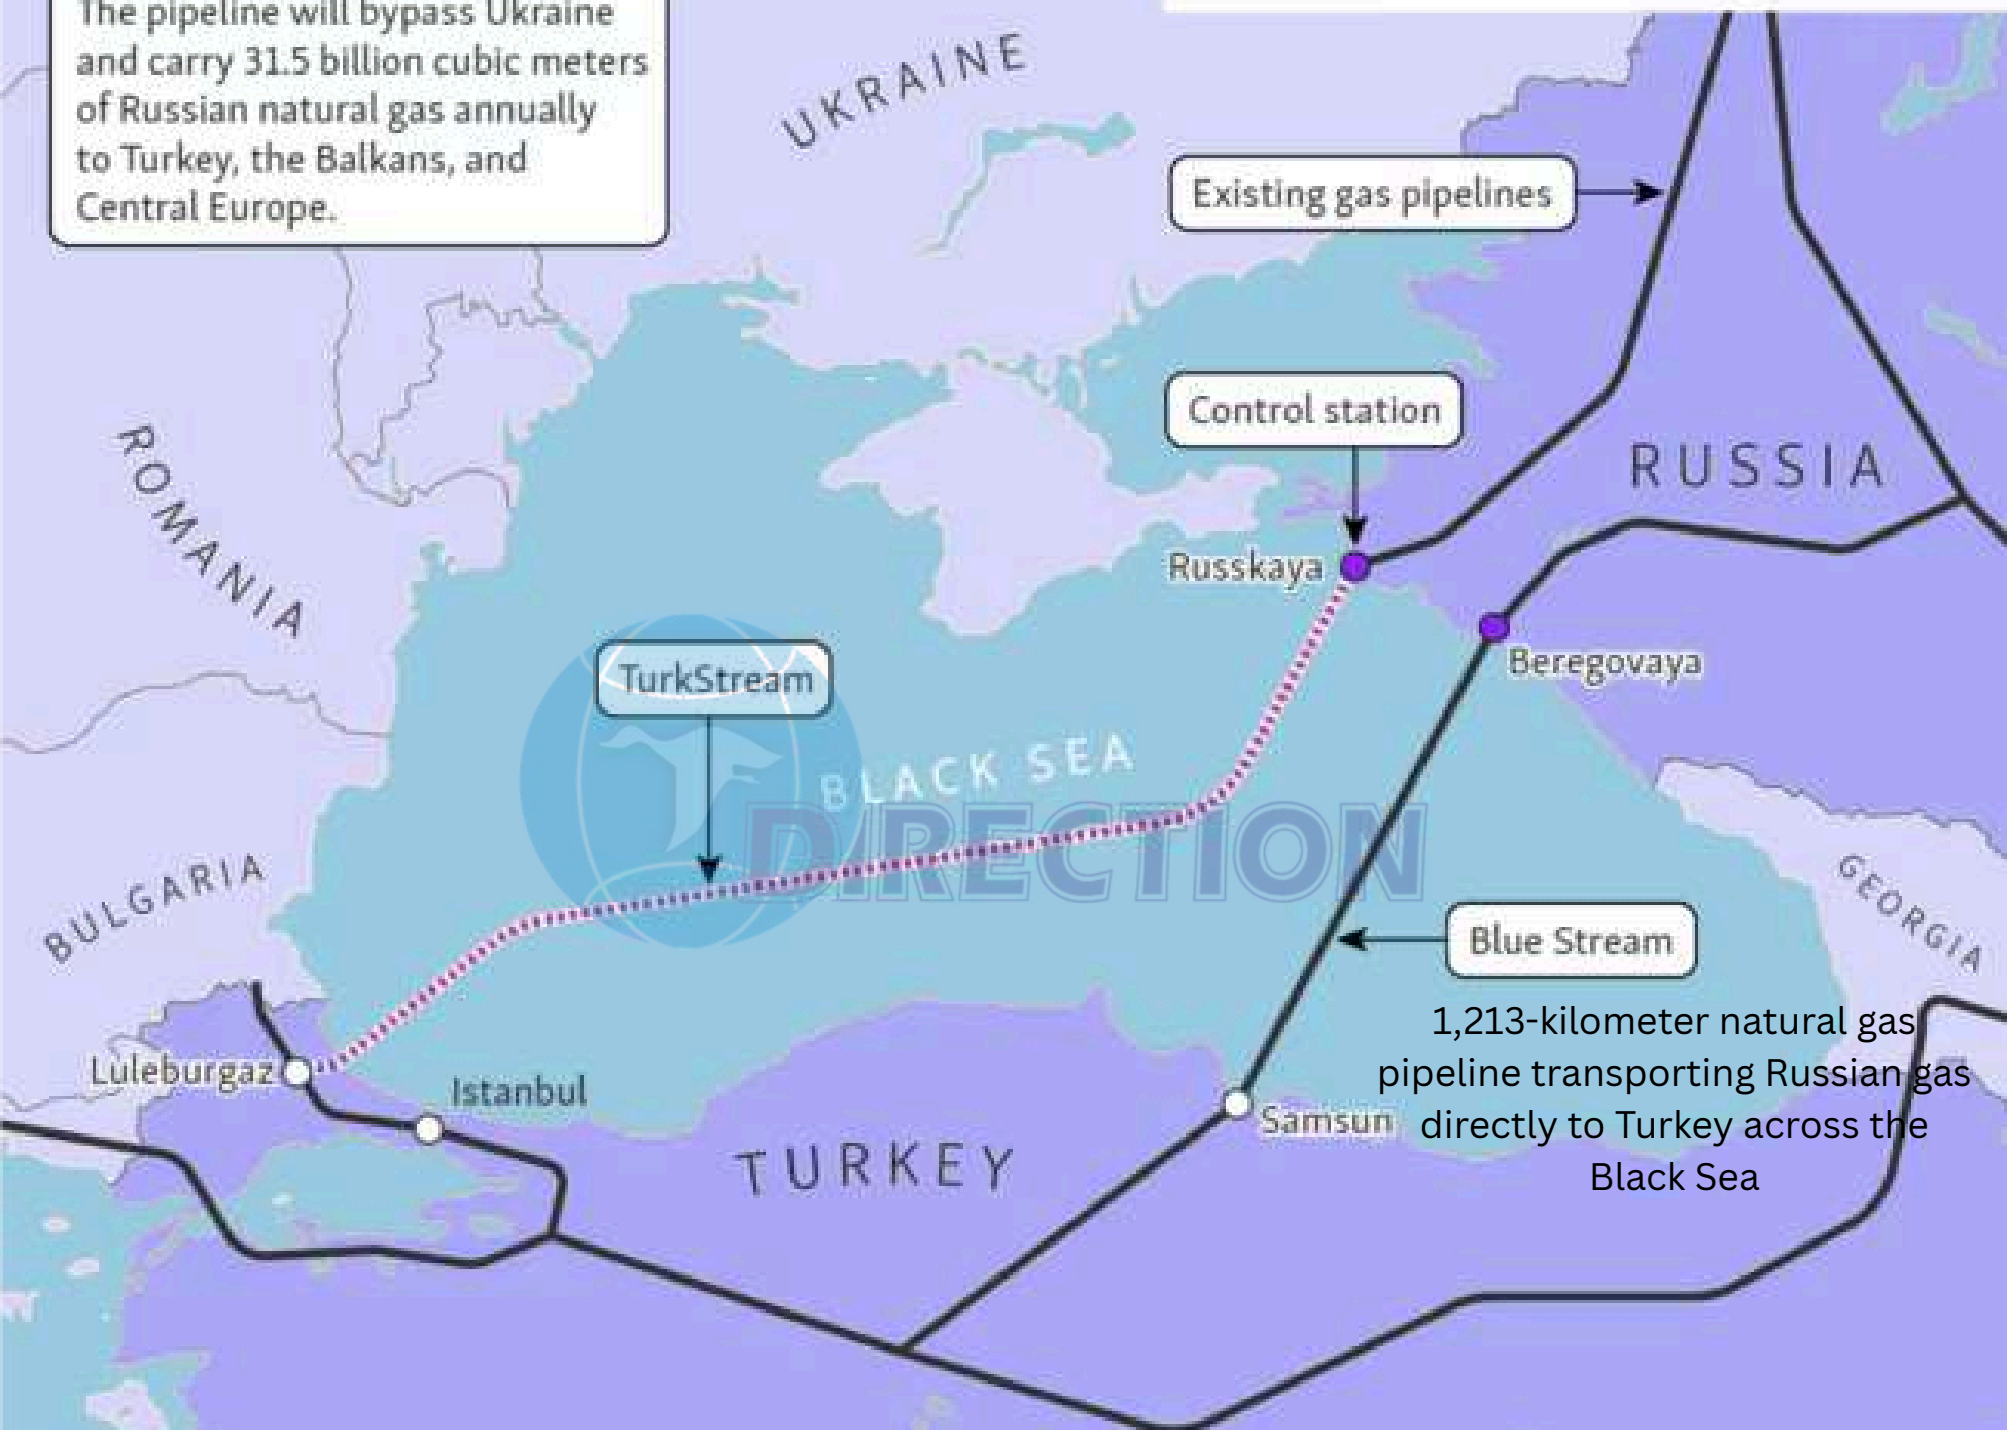 The pipeline will bypass Ukraine
and carry 31.5 billion cubic meters
of Russian natural gas annually
to Turkey, the Balkans, and
Central Europe.
UKRAINE
Existing gas pipelines
Control station
ROMANIA
RUSSIA
Russkaya
TurkStream
Beregovaya
BLACK SEA
DIRECTION
BULGARIA
GEORGIA
Blue Stream
1,213-kilometer natural gas
pipeline transporting Russian gas
directly to Turkey across the
Black Sea
Luleburgaz
Istanbul
Samsun
TURKEY